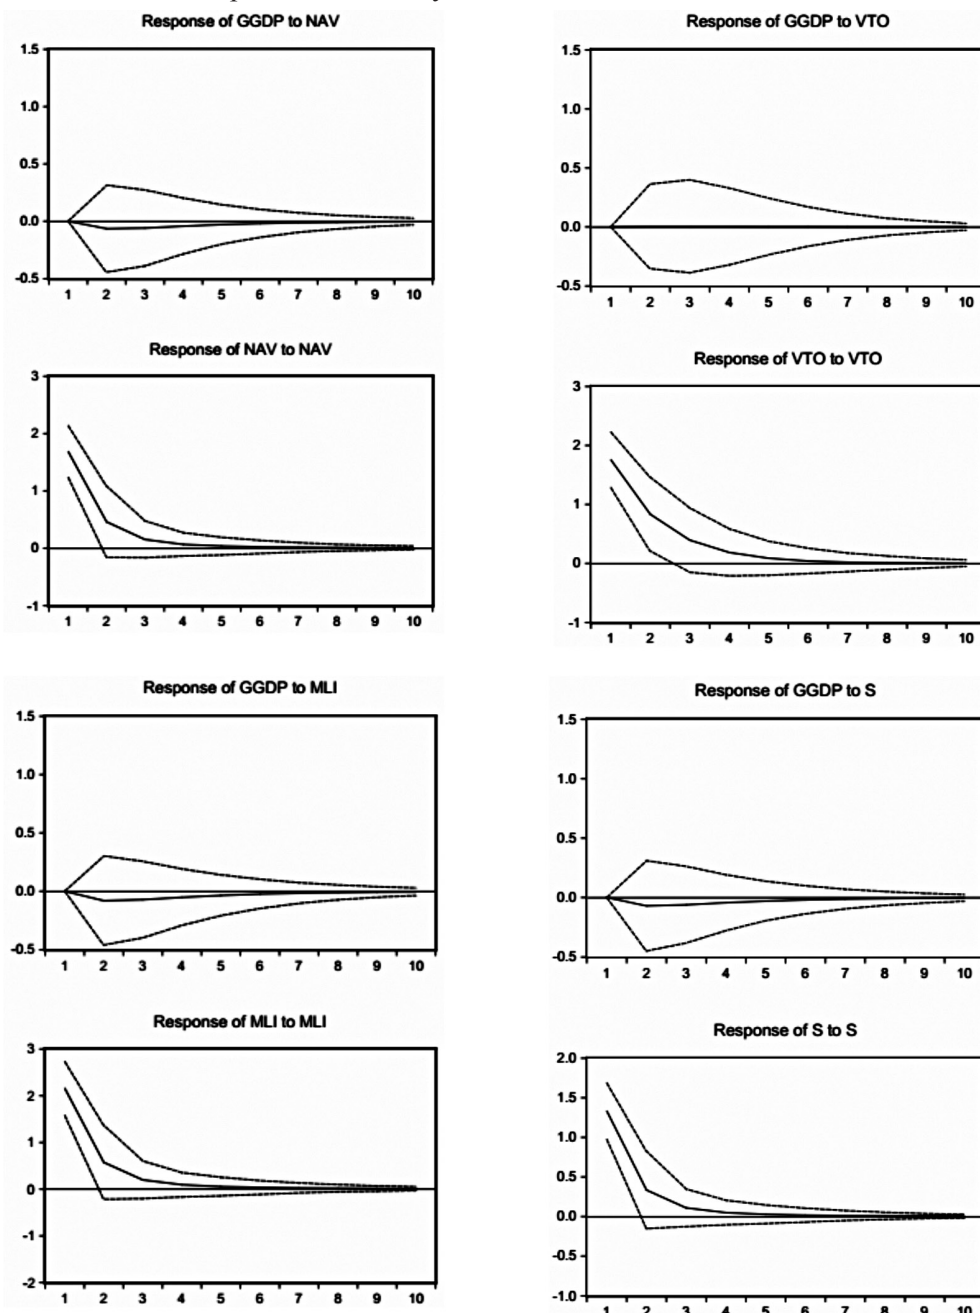 Response of GGDP to NAV
1.5
1.0
0.5
0.0
-0.5
1 2 3 4 5 6 7 8 9 10
Response of GGDP to VTO
1.5
1.0
0.5
0.0
-0.5
1 2 3 4 5 6 7 8 9 10
Response of NAV to NAV
3
2
1
0
-1
1 2 3 4 5 6 7 8 9 10
Response of VTO to VTO
3
2
1
0
-1
1 2 3 4 5 6 7 8 9 10
Response of GGDP to MLI
1.5
1.0
0.5
0.0
-0.5
1 2 3 4 5 6 7 8 9 10
Response of GGDP to S
1.5
1.0
0.5
0.0
-0.5
1 2 3 4 5 6 7 8 9 10
Response of MLI to MLI
3
2
1
0
-1
-2
1 2 3 4 5 6 7 8 9 10
Response of S to S
2.0
1.5
1.0
0.5
0.0
-0.5
-1.0
1 2 3 4 5 6 7 8 9 10